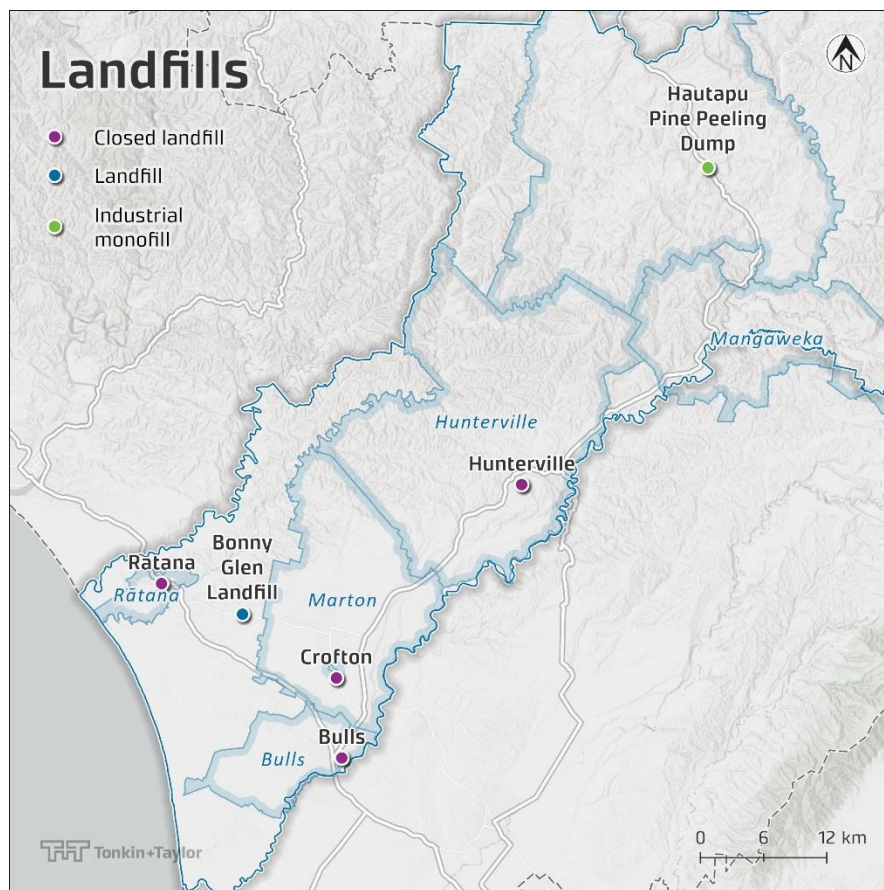 Landfills
Closed landfill
Landfill
Industrial
monofill
N
Hautapu
Pine Peeling
Dump
Mangaweka
Hunterville
Hunterville
Ratana
Rātana
Bonny
Glen
Landfill
Marton
Crofton
Bulls
Bulls
T+T Tonkin+Taylor
0 6 12 km